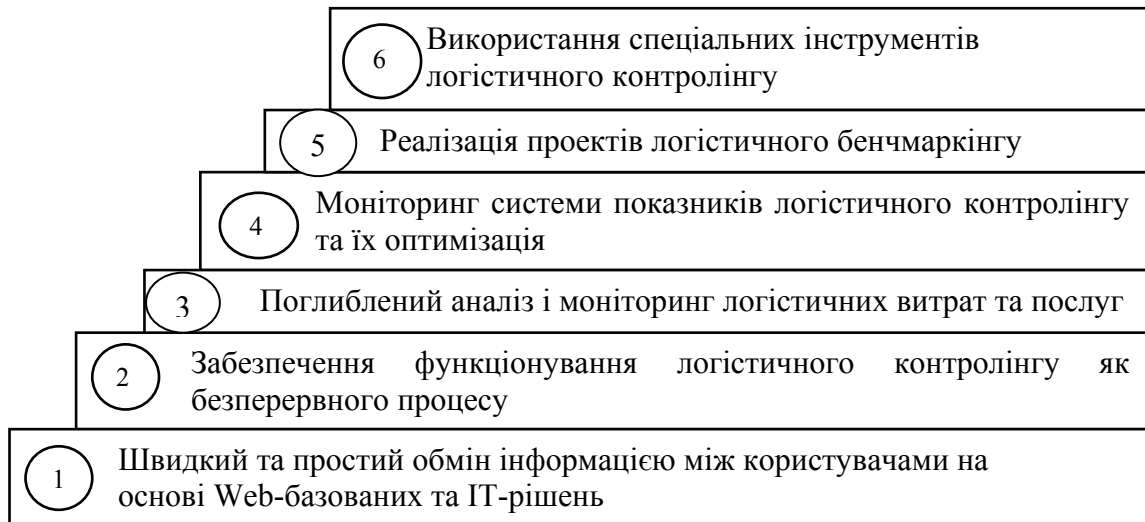 6
Використання спеціальних інструментів
логістичного контролінгу
5
Реалізація проектів логістичного бенчмаркінгу
4
Моніторинг системи показників логістичного контролінгу
та їх оптимізація
3
Поглиблений аналіз і моніторинг логістичних витрат та послуг
2
Забезпечення функціонування логістичного контролінгу як
безперервного процесу
1
Швидкий та простий обмін інформацією між користувачами на
основі Web-базованих та ІТ-рішень